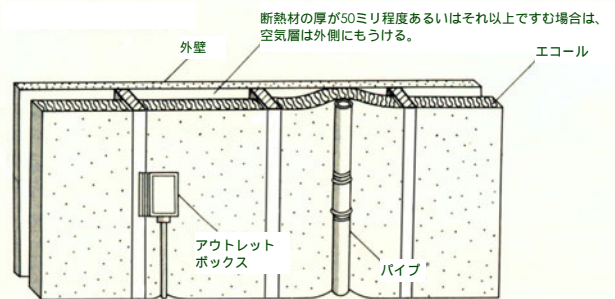 断熱材の厚が50ミリ程度あるいはそれ以上ですむ場合は、
空気層は外側にもうける。
外壁
エコール
アウトレット
ボックス
パイプ